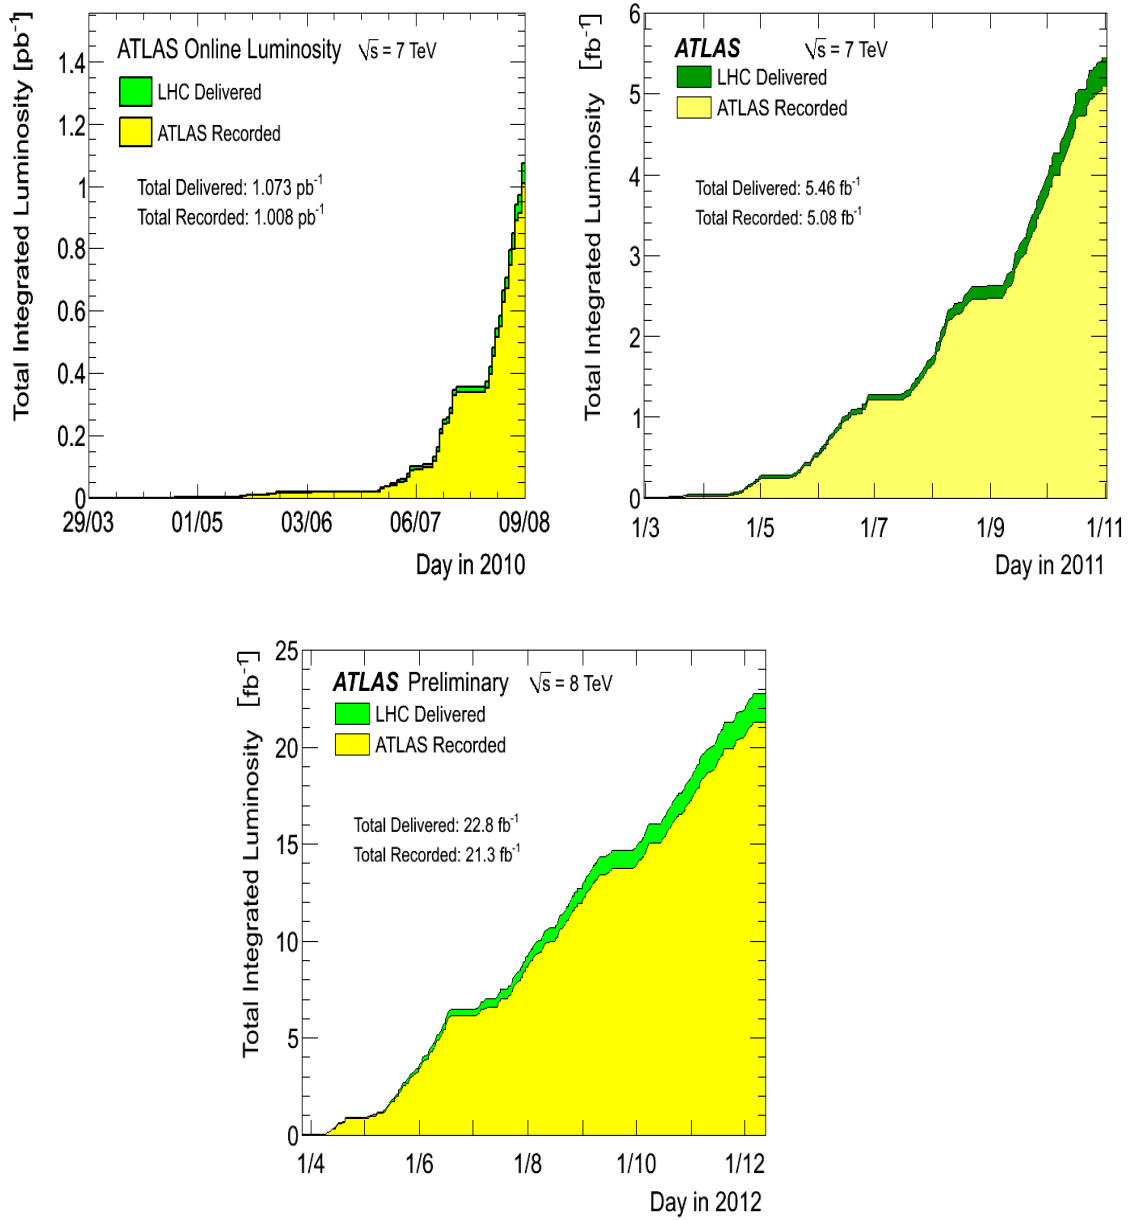 Total Integrated Luminosity [pb⁻¹]
ATLAS Online Luminosity √s = 7 TeV
LHC Delivered
ATLAS Recorded
Total Delivered: 1.073 pb⁻¹
Total Recorded: 1.008 pb⁻¹
1.4
1.2
1
0.8
0.6
0.4
0.2
0
29/03 01/05 03/06 06/07 09/08
Day in 2010
Total Integrated Luminosity [fb⁻¹]
ATLAS √s = 7 TeV
LHC Delivered
ATLAS Recorded
Total Delivered: 5.46 fb⁻¹
Total Recorded: 5.08 fb⁻¹
6
5
4
3
2
1
0
1/3 1/5 1/7 1/9 1/11
Day in 2011
Total Integrated Luminosity [fb⁻¹]
ATLAS Preliminary √s = 8 TeV
LHC Delivered
ATLAS Recorded
Total Delivered: 22.8 fb⁻¹
Total Recorded: 21.3 fb⁻¹
25
20
15
10
5
0
1/4 1/6 1/8 1/10 1/12
Day in 2012